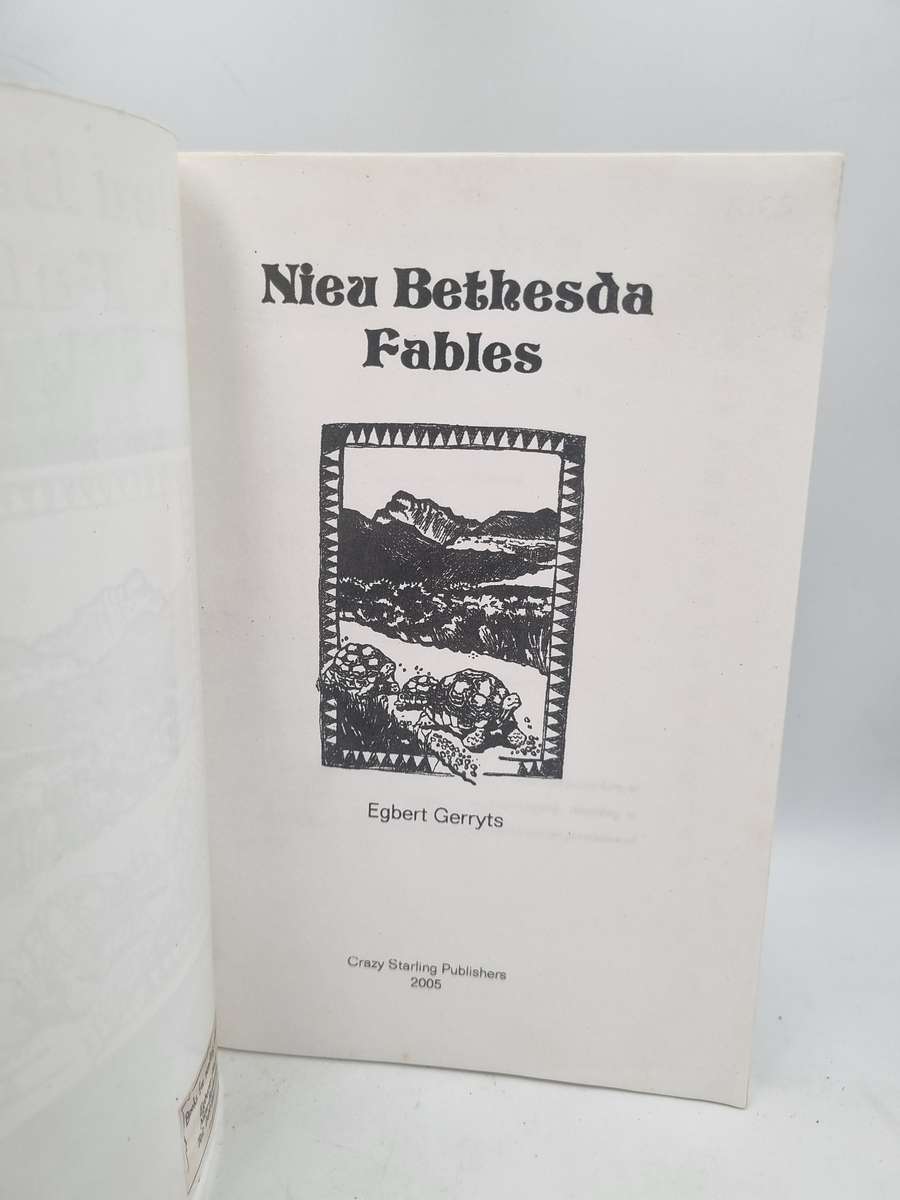 Nieu Bethesda
Fables
Egbert Gerryts
Crazy Starling Publishers
2005